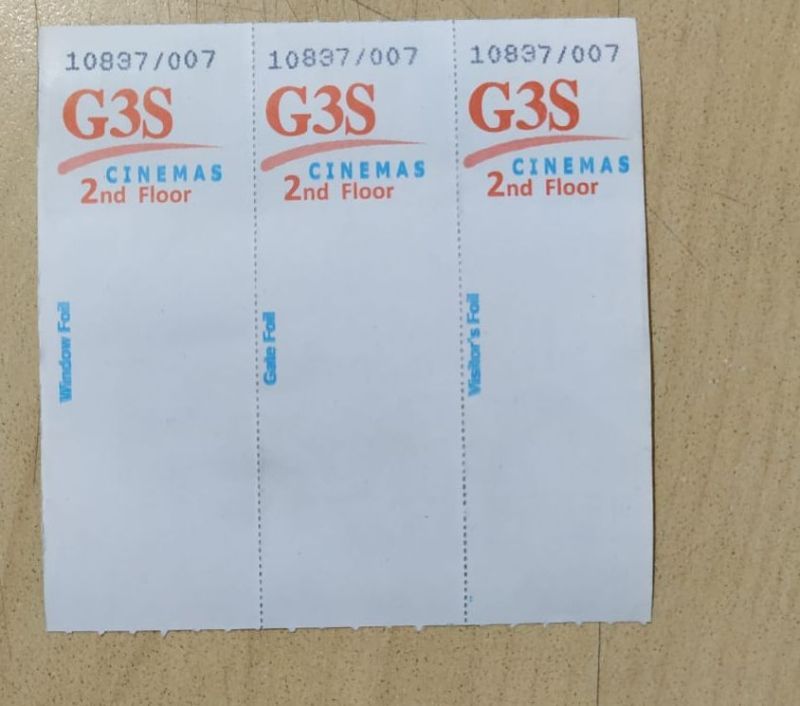 10837/007
G3S
CINEMAS
2nd Floor
Window Foil
10837/007
G3S
CINEMAS
2nd Floor
Gate Foil
10837/007
G3S
CINEMAS
2nd Floor
Visitor's Foil